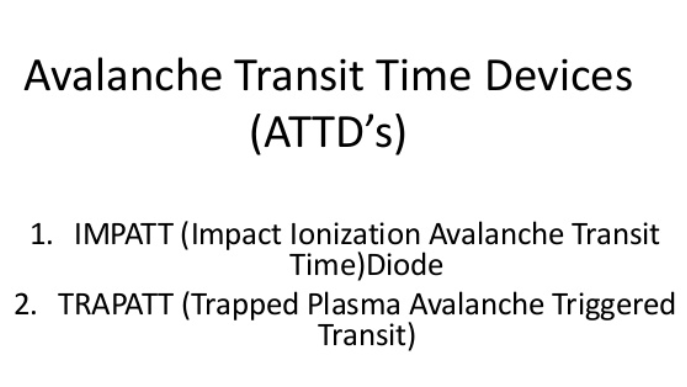 Avalanche Transit Time Devices
(ATTD’s)
1. IMPATT (Impact Ionization Avalanche Transit
Time)Diode
2. TRAPATT (Trapped Plasma Avalanche Triggered
Transit)